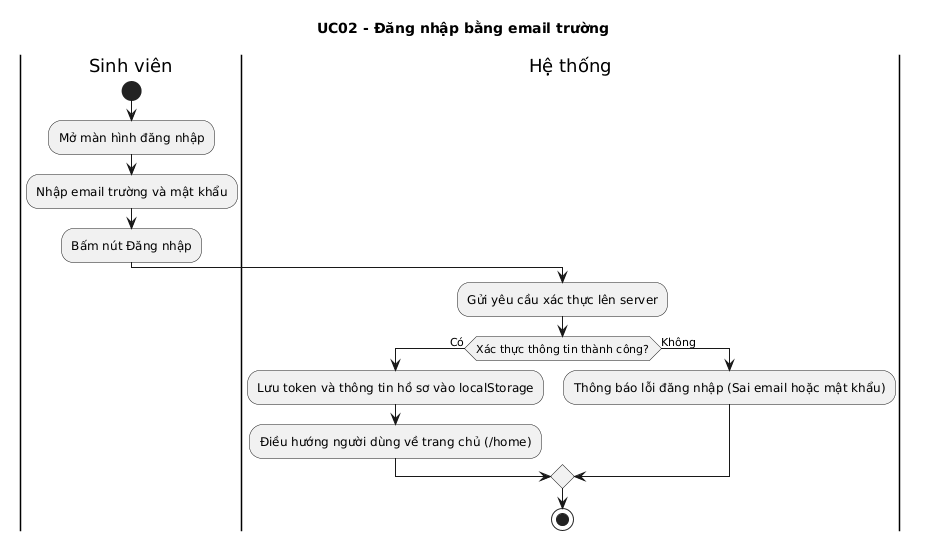 UC02 - Đăng nhập bằng email trường
Sinh viên
Hệ thống
Mở màn hình đăng nhập
Nhập email trường và mật khẩu
Bấm nút Đăng nhập
Gửi yêu cầu xác thực lên server
Xác thực thông tin thành công?
Có
Không
Lưu token và thông tin hồ sơ vào localStorage
Thông báo lỗi đăng nhập (Sai email hoặc mật khẩu)
Điều hướng người dùng về trang chủ (/home)